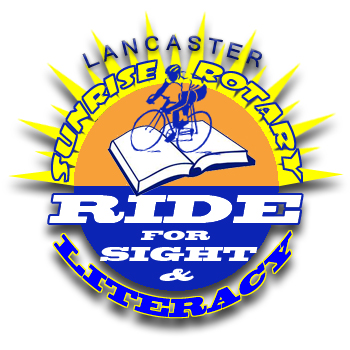 LANCASTER
SUNRISE ROTARY
RIDE
FOR
SIGHT
&
LITERACY